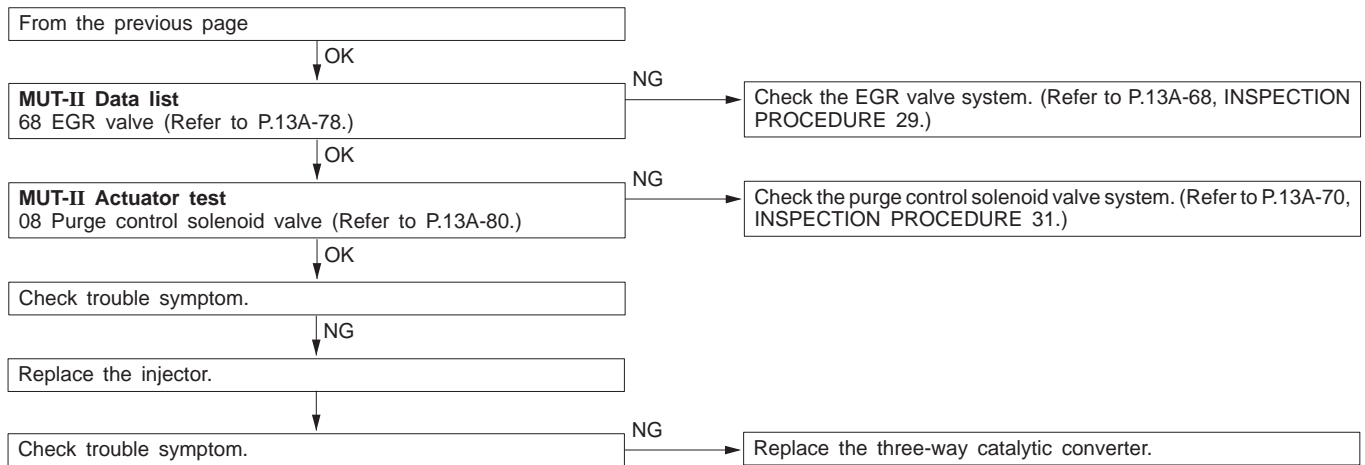 From the previous page
OK
MUT-II Data list
68 EGR valve (Refer to P.13A-78.)
NG
Check the EGR valve system. (Refer to P.13A-68, INSPECTION
PROCEDURE 29.)
OK
MUT-II Actuator test
08 Purge control solenoid valve (Refer to P.13A-80.)
NG
Check the purge control solenoid valve system. (Refer to P.13A-70,
INSPECTION PROCEDURE 31.)
OK
Check trouble symptom.
NG
Replace the injector.
Check trouble symptom.
NG
Replace the three-way catalytic converter.